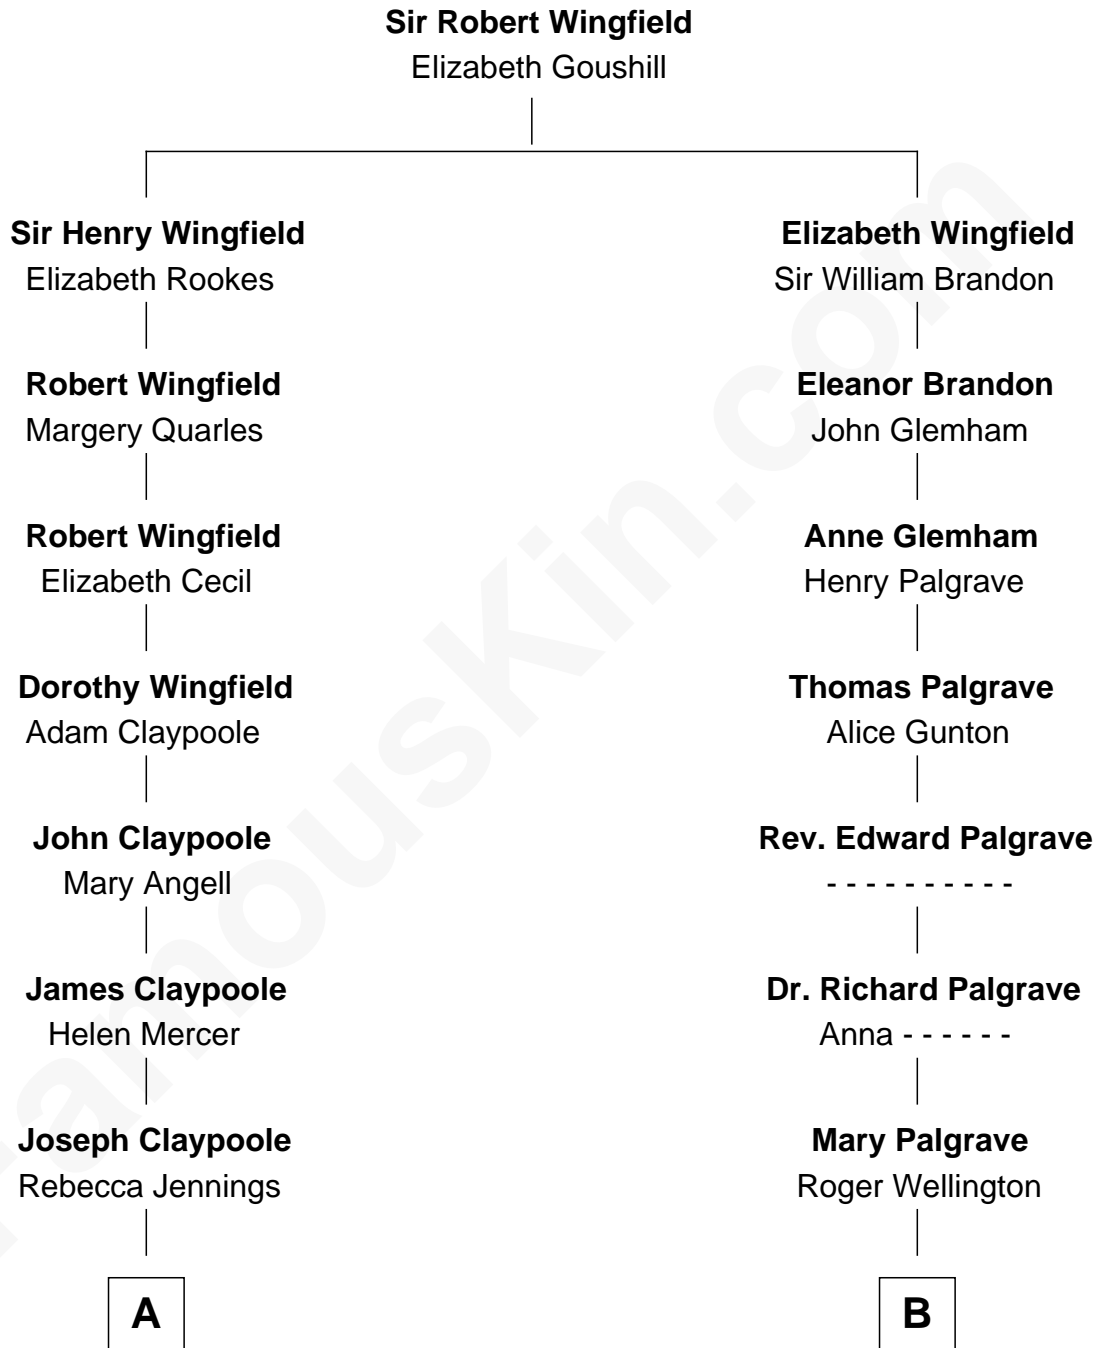 Sir Robert Wingfield
Elizabeth Goushill
Sir Henry Wingfield
Elizabeth Rookes
Elizabeth Wingfield
Sir William Brandon
Robert Wingfield
Margery Quarles
Eleanor Brandon
John Glemham
Robert Wingfield
Elizabeth Cecil
Anne Glemham
Henry Palgrave
Dorothy Wingfield
Adam Claypoole
Thomas Palgrave
Alice Gunton
John Claypoole
Mary Angell
Rev. Edward Palgrave
- - - - - - - - - -
James Claypoole
Helen Mercer
Dr. Richard Palgrave
Anna - - - - - -
Joseph Claypoole
Rebecca Jennings
Mary Palgrave
Roger Wellington
A
B
FamousKin.com